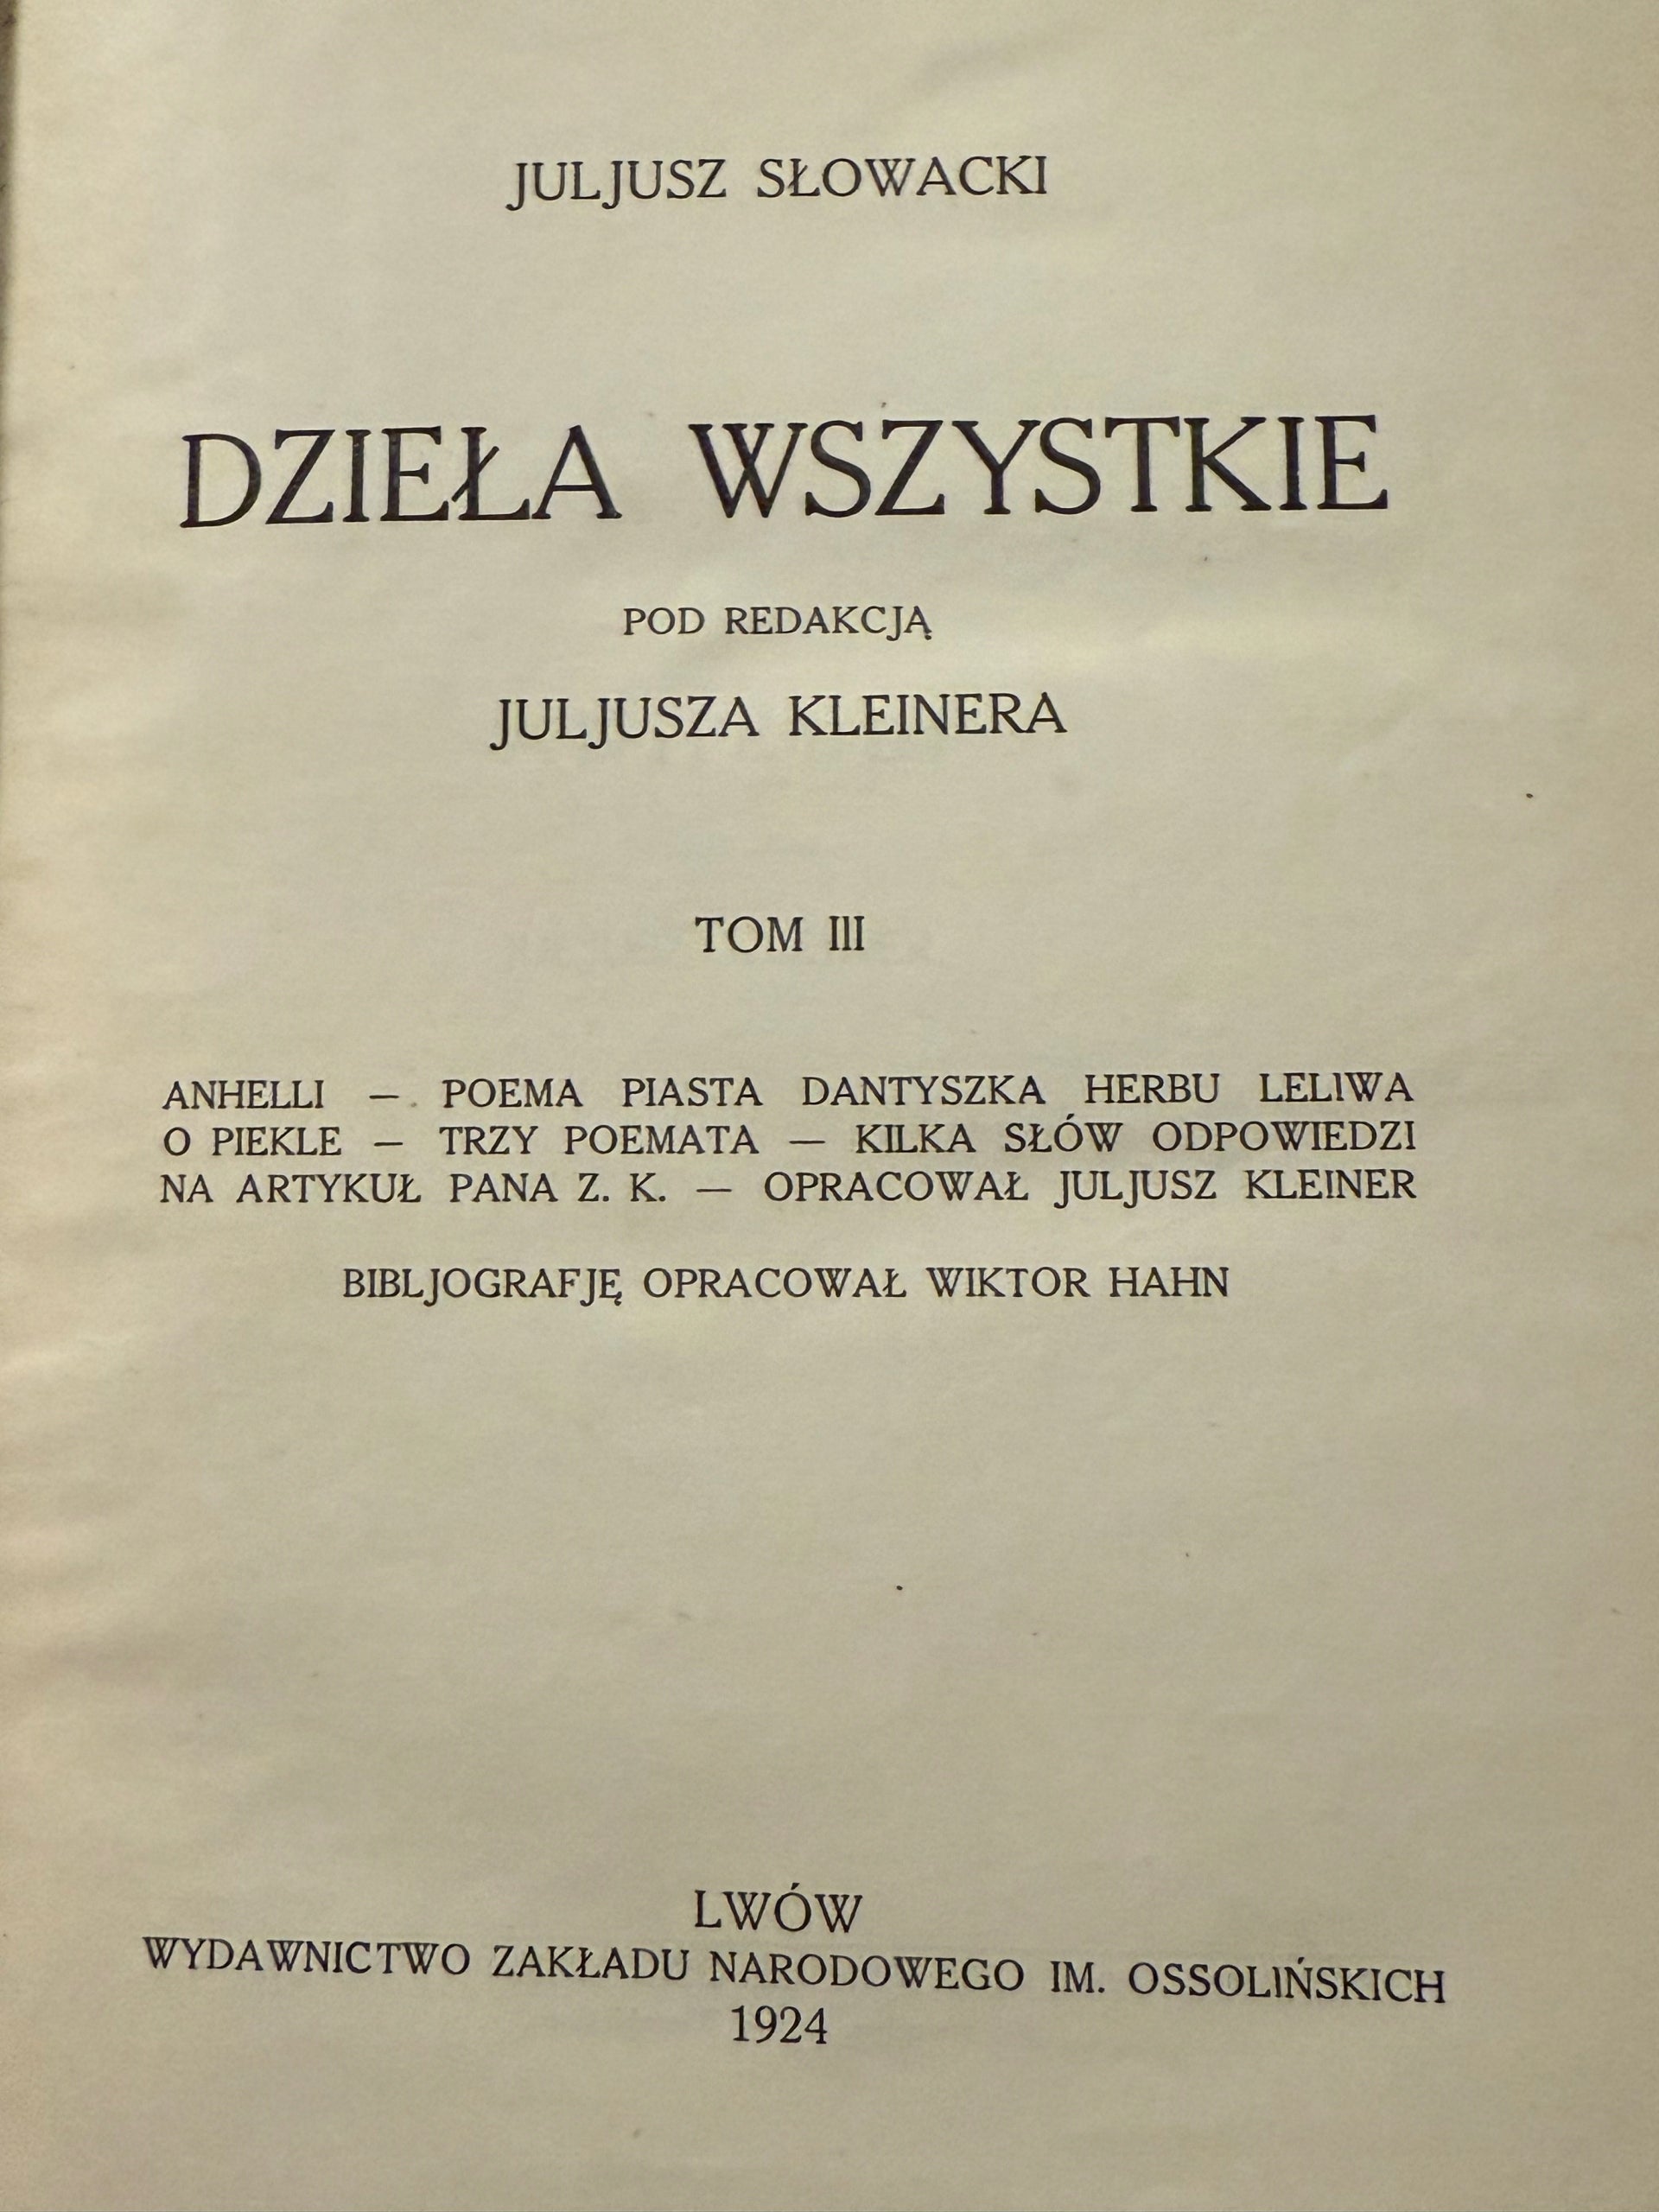 JULJUSZ SŁOWACKI
DZIEŁA WSZYSTKIE
POD REDAKCJĄ
JULJUSZA KLEINERA
TOM III
ANHELLI — POEMA PIASTA DANTYSZKA HERBU LELIWA
O PIEKLE — TRZY POEMATA — KILKA SŁÓW ODPOWIEDZI
NA ARTYKUŁ PANA Z. K. — OPRACOWAŁ JULJUSZ KLEINER
BIBLJOGRAFJĘ OPRACOWAŁ WIKTOR HAHN
LWÓW
WYDAWNICTWO ZAKŁADU NARODOWEGO IM. OSSOLIŃSKICH
1924